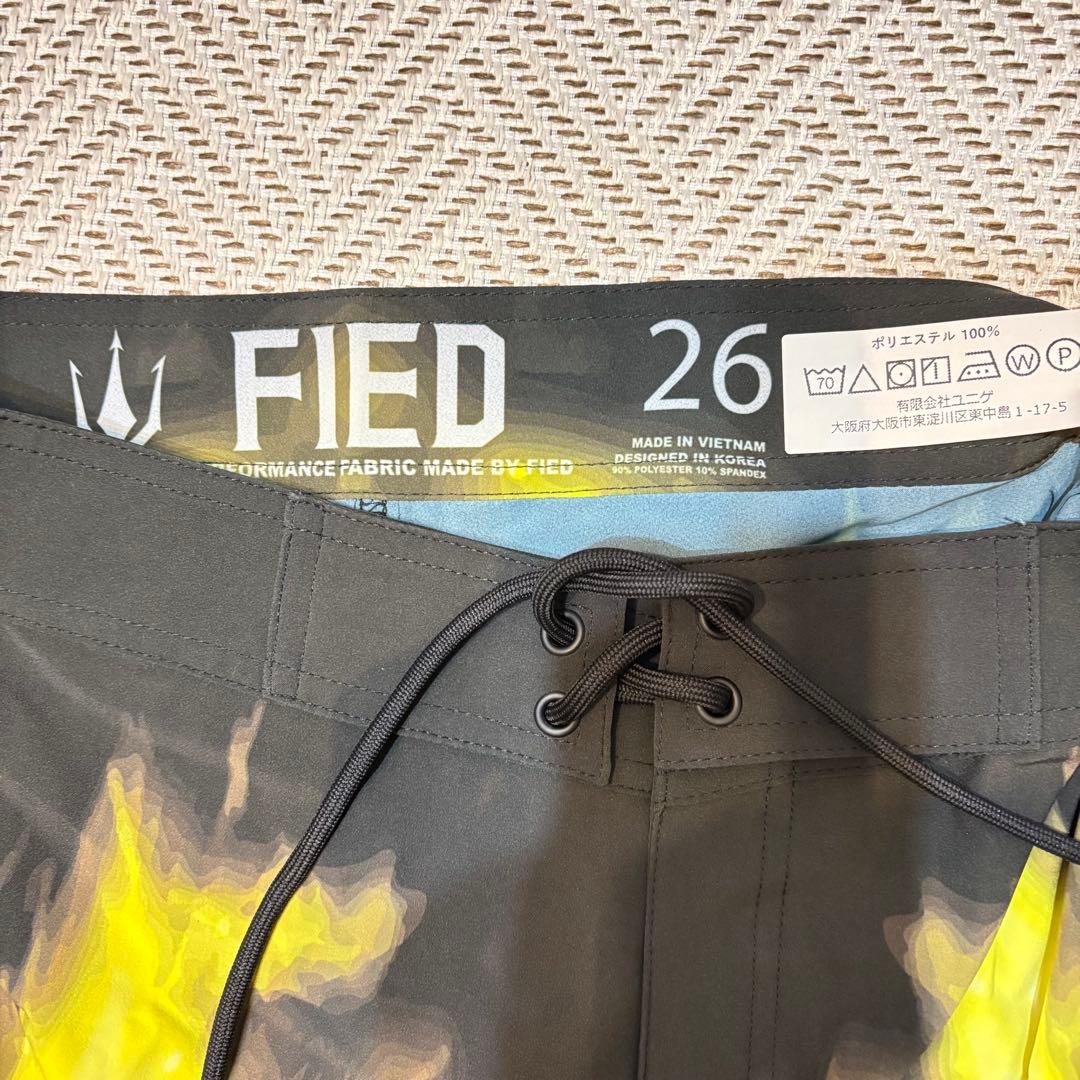 FIED
26
RFORMANCE FABRIC MADE BY FIED
MADE IN VIETNAM
DESIGNED IN KOREA
90% POLYESTER 10% SPANDEX
ポリエステル 100%
70 1 W P
有限会社ユニゲ
大阪府大阪市東淀川区東中島 1-17-5